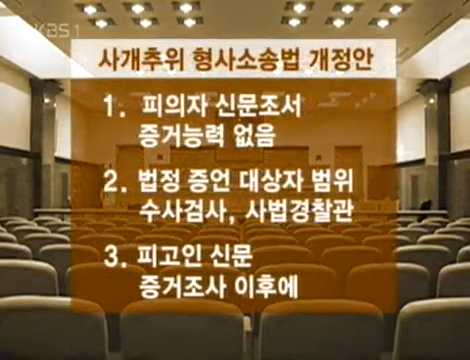 KBS 1
사개추위 형사소송법 개정안
1. 피의자 신문조서
증거능력 없음
2. 법정 증언 대상자 범위
수사검사, 사법경찰관
3. 피고인 신문
증거조사 이후에